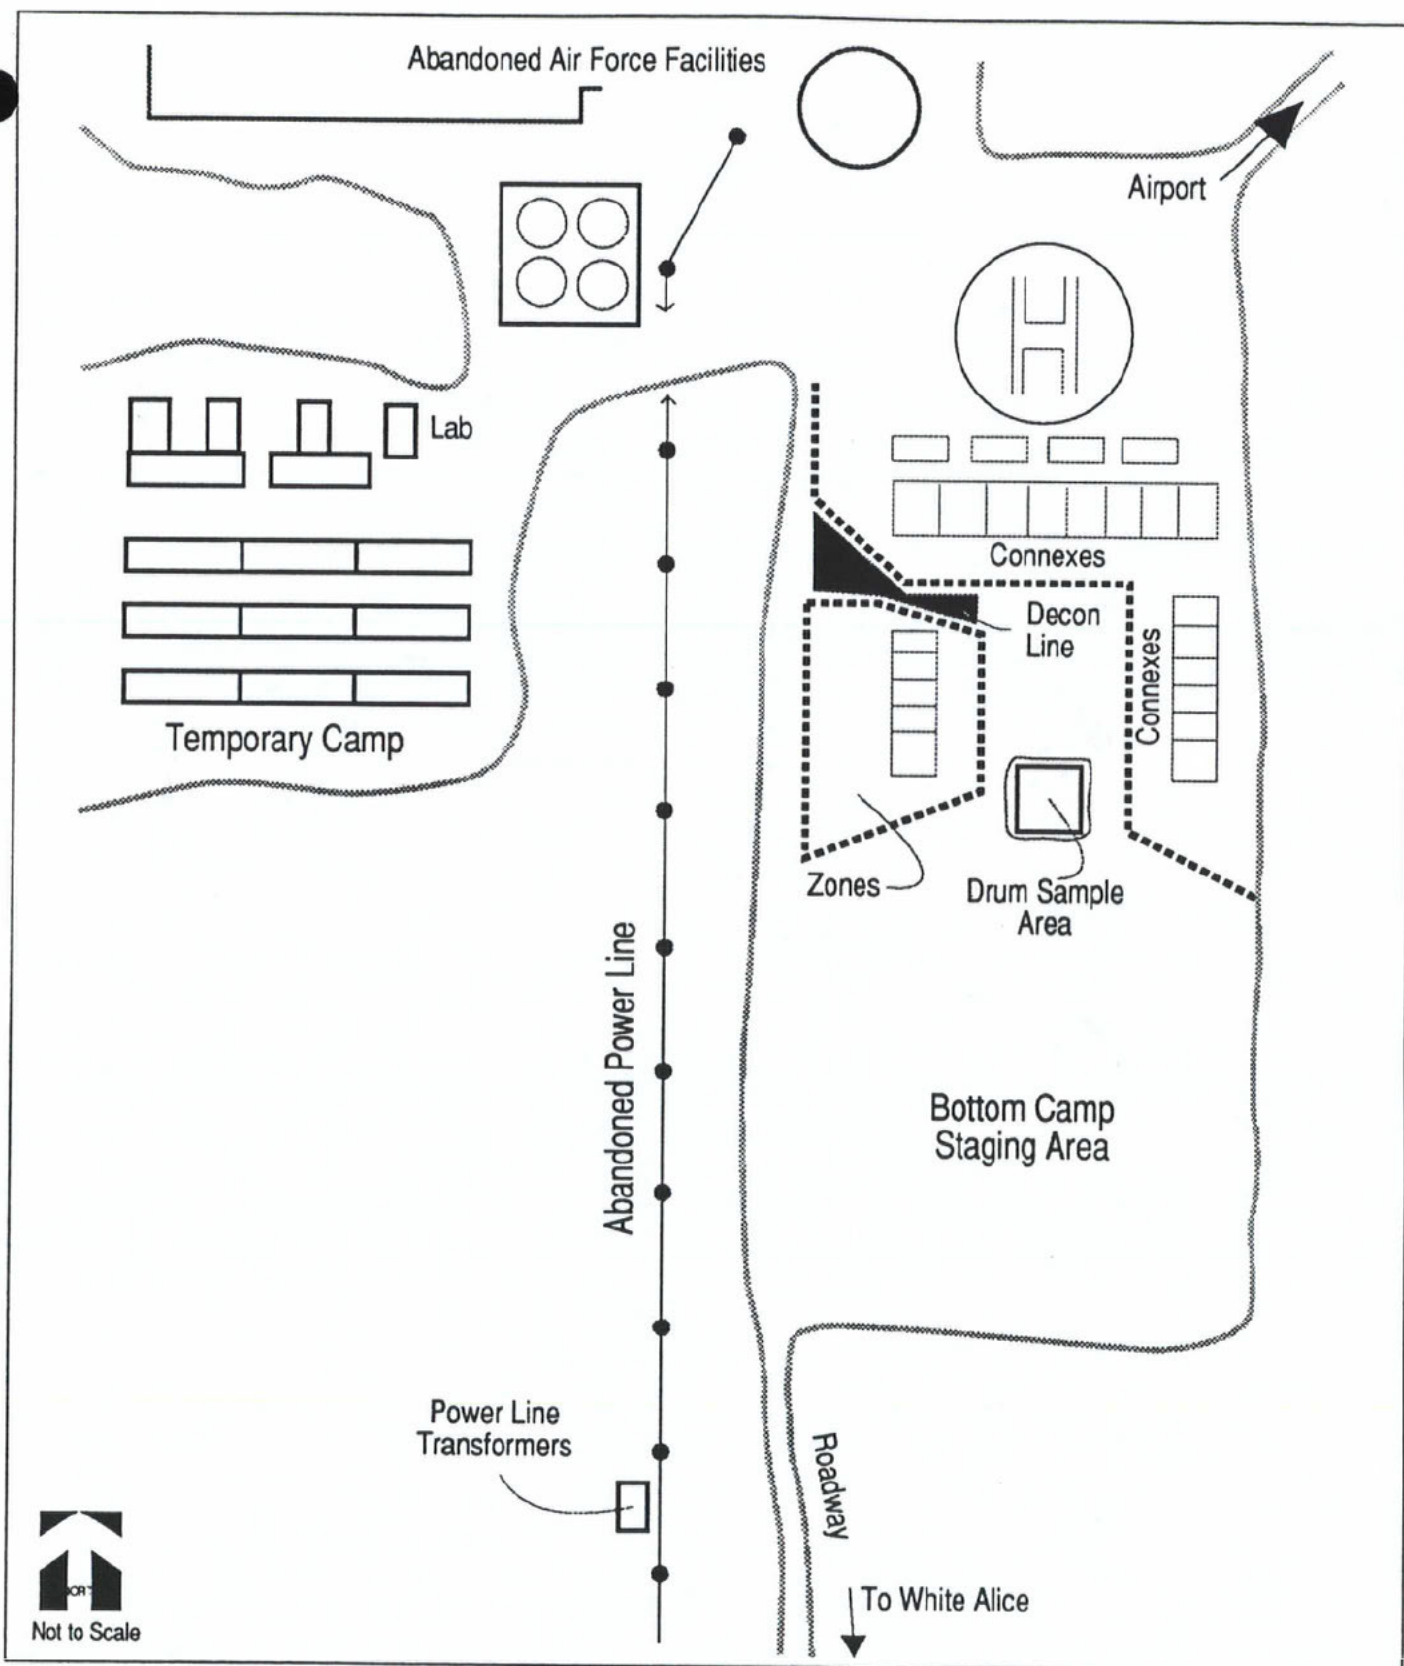 Abandoned Air Force Facilities
Airport
H
Lab
Connexes
Decon
Line
Connexes
Temporary Camp
Zones
Drum Sample
Area
Abandoned Power Line
Bottom Camp
Staging Area
Power Line
Transformers
Roadway
To White Alice
Not to Scale